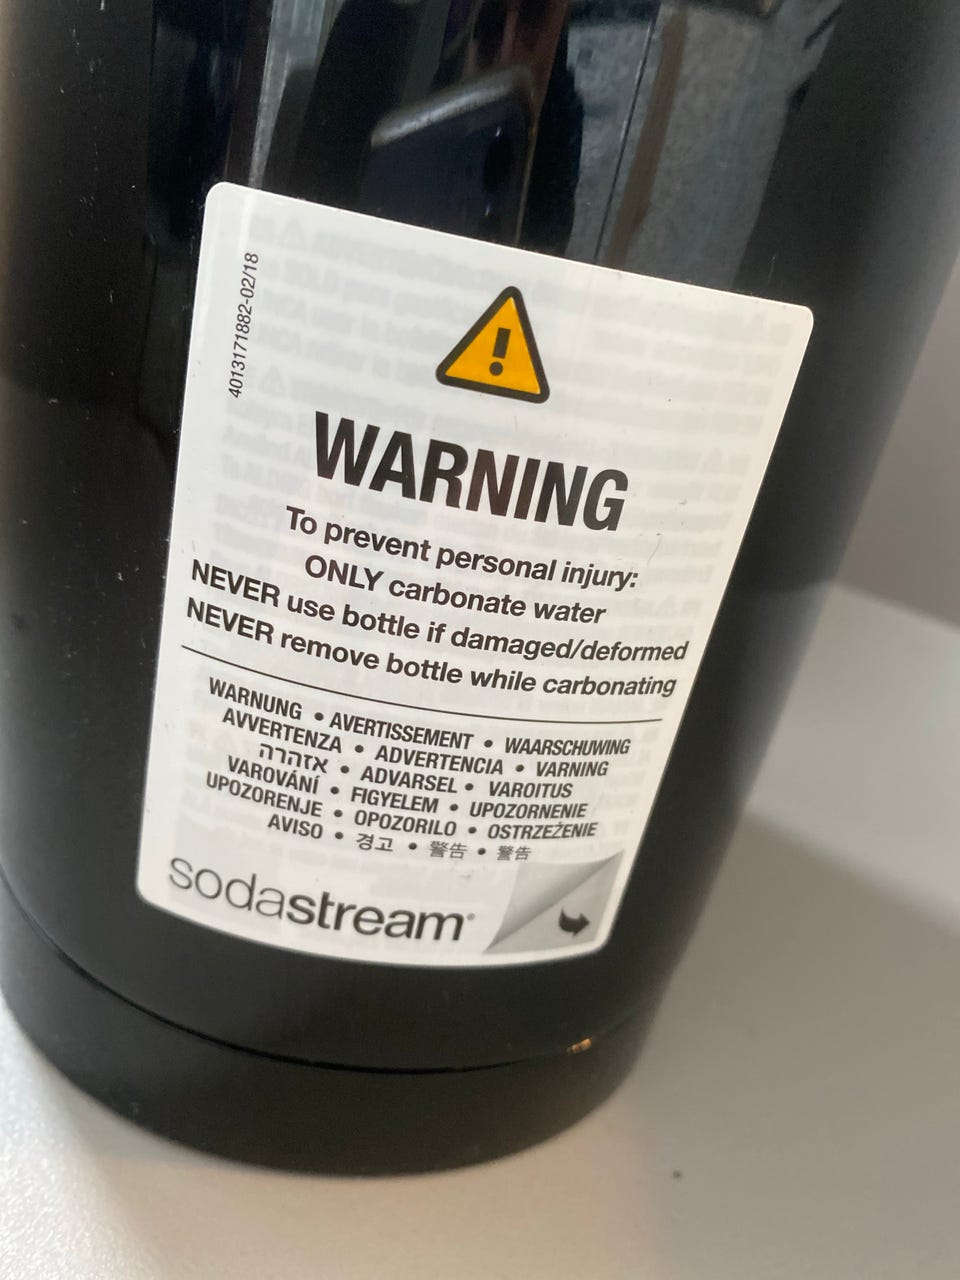 4013171882-02/18
!
WARNING
To prevent personal injury:
ONLY carbonate water
NEVER use bottle if damaged/deformed
NEVER remove bottle while carbonating
WARNUNG • AVERTISSEMENT • WAARSCHUWING
AVVERTENZA • ADVERTENCIA • VARNING
אזהרה • ADVARSEL • VAROITUS
VAROVÁNÍ • FIGYELEM • UPOZORNENIE
UPOZORENJE • OPOZORILO • OSTRZEŻENIE
AVISO • 경고 • 警告 • 警告
sodastream®